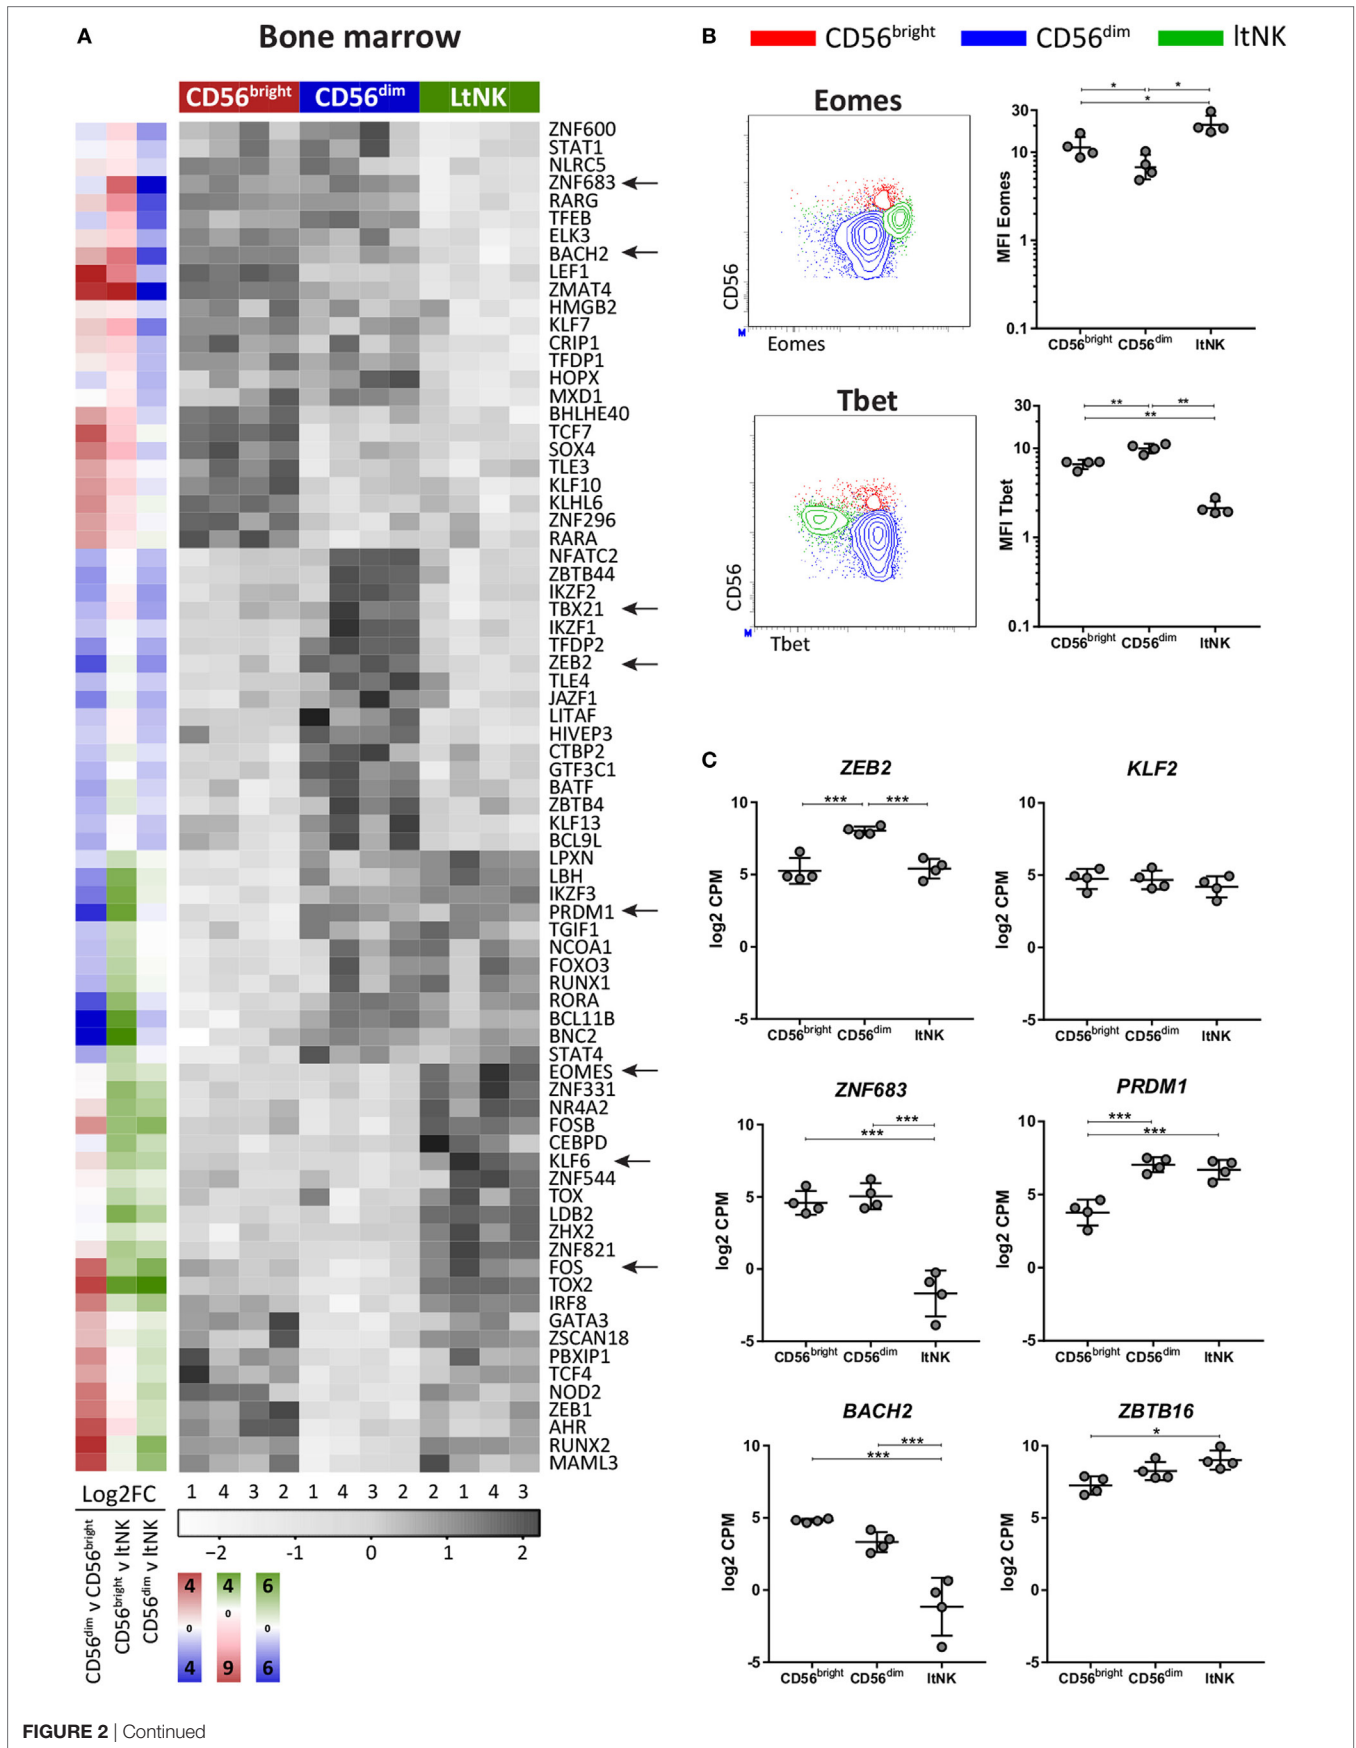 A
Bone marrow
CD56bright CD56dim LtNK
ZNF600
STAT1
NLRC5
ZNF683
RARG
TFEB
ELK3
BACH2
LEF1
ZMAT4
HMGB2
KLF7
CRIP1
TFDP1
HOPX
MXD1
BHLHE40
TCF7
SOX4
TLE3
KLF10
KLHL6
ZNF296
RARA
NFATC2
ZBTB44
IKZF2
TBX21
IKZF1
TFDP2
ZEB2
TLE4
JAZF1
LITAF
HIVEP3
CTBP2
GTF3C1
BATF
ZBTB4
KLF13
BCL9L
LPXN
LBH
IKZF3
PRDM1
TGIF1
NCOA1
FOXO3
RUNX1
RORA
BCL11B
BNC2
STAT4
EOMES
ZNF331
NR4A2
FOSB
CEBPD
KLF6
ZNF544
TOX
LDB2
ZHX2
ZNF821
FOS
TOX2
IRF8
GATA3
ZSCAN18
PBXIP1
TCF4
NOD2
ZEB1
AHR
RUNX2
MAML3
Log2FC
1 4 3 2 1 4 3 2 2 1 4 3
−2 -1 0 1 2
CD56dim v CD56bright
CD56bright v ltNK
CD56dim v ltNK
4 4 6
0 0 0
4 9 6
B
CD56bright CD56dim ltNK
Eomes
CD56
M
Eomes
* *
*
30
10
1
0.1
MFI Eomes
CD56bright CD56dim ltNK
Tbet
CD56
M
Tbet
** **
**
30
10
1
0.1
MFI Tbet
CD56bright CD56dim ltNK
C
ZEB2
*** ***
10
5
0
-5
log2 CPM
CD56bright CD56dim ltNK
KLF2
10
5
0
-5
log2 CPM
CD56bright CD56dim ltNK
ZNF683
***
***
10
5
0
-5
log2 CPM
CD56bright CD56dim ltNK
PRDM1
***
***
10
5
0
-5
log2 CPM
CD56bright CD56dim ltNK
BACH2
***
***
10
5
0
-5
log2 CPM
CD56bright CD56dim ltNK
ZBTB16
*
10
5
0
-5
log2 CPM
CD56bright CD56dim ltNK
FIGURE 2 | Continued